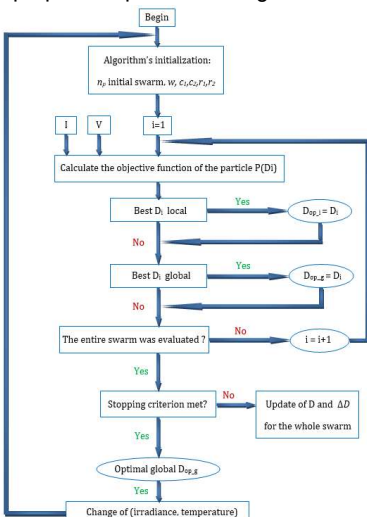 Begin
Algorithm's initialization:
n, initial swarm, w, c1,c2,r1,r2
I
V
i=1
Calculate the objective function of the particle P(Di)
Best Di local
Yes
Dop_i = Di
No
Best Di global
Yes
Dop_g = Di
No
The entire swarm was evaluated ?
No
i = i+1
Yes
Stopping criterion met?
No
Update of D and ΔD
for the whole swarm
Yes
Optimal global Dop_g
Yes
Change of (irradiance, temperature)